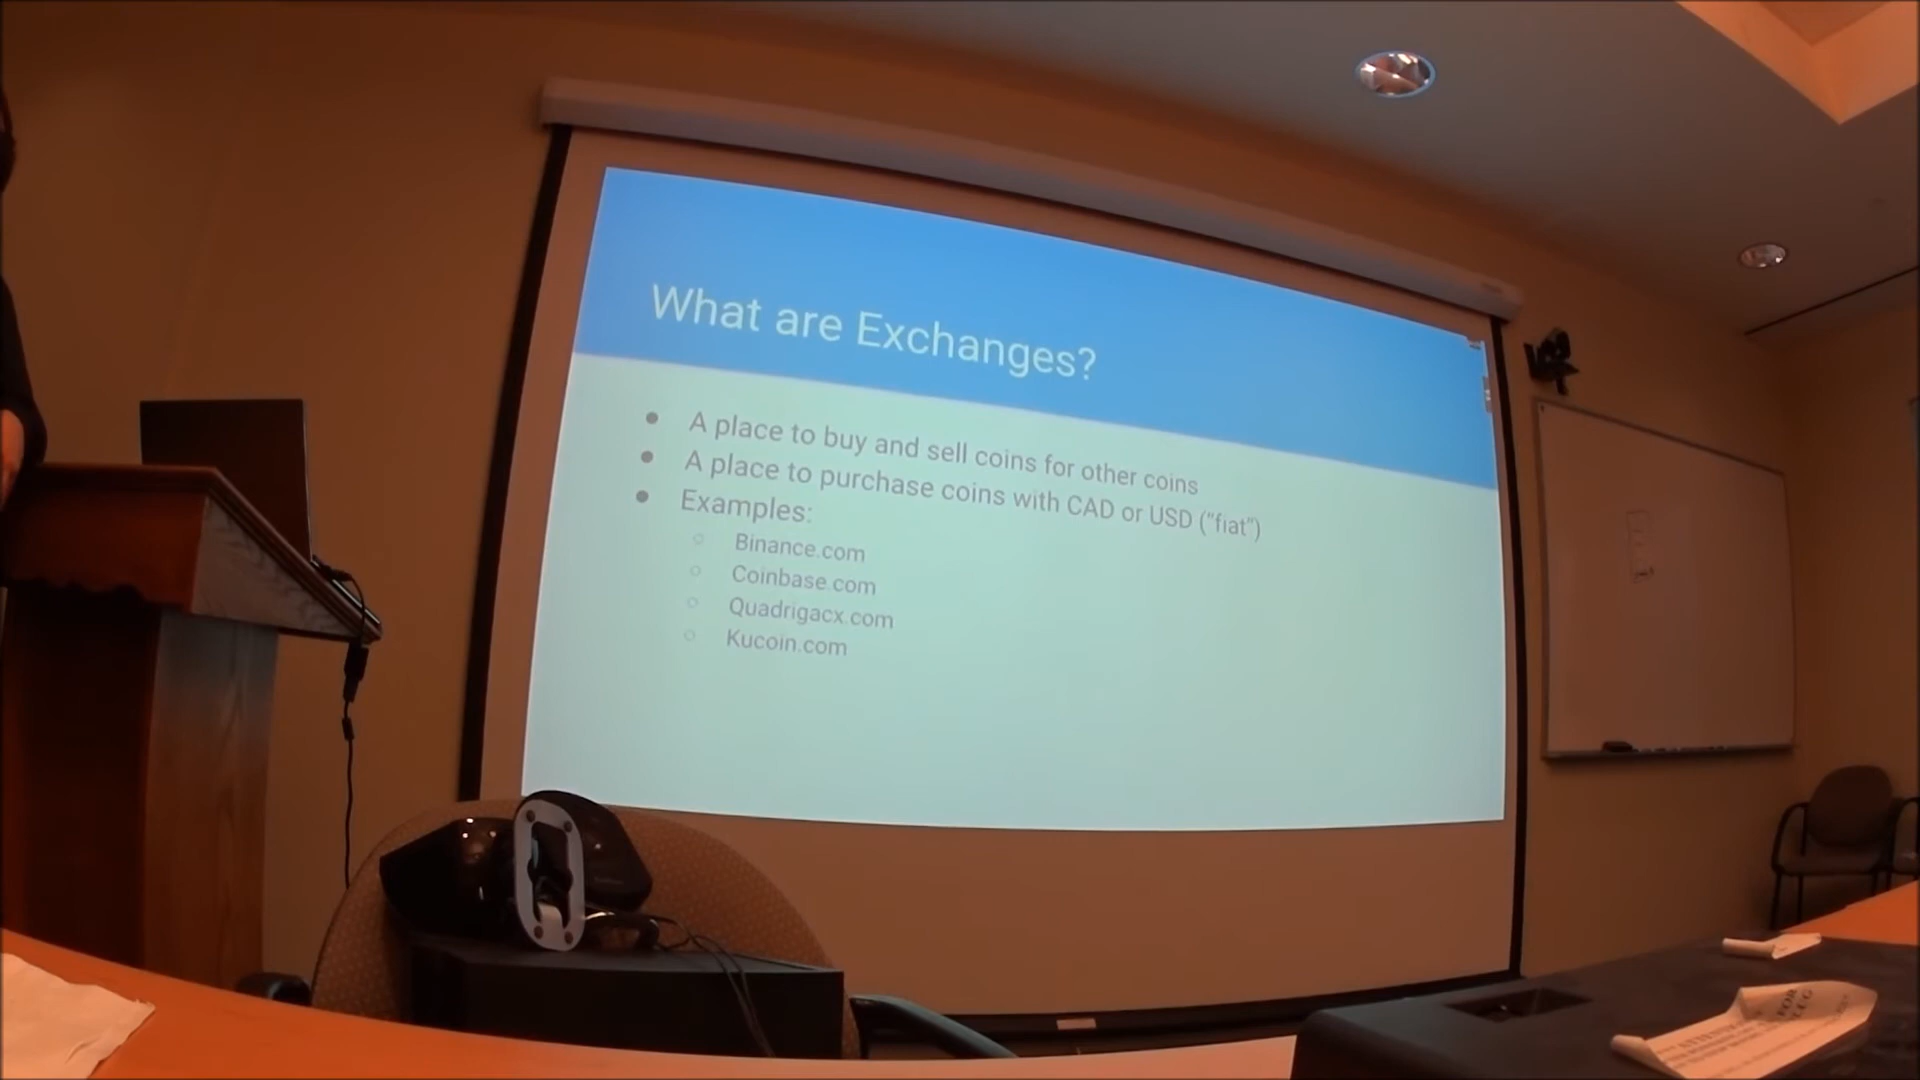 What are Exchanges?
A place to buy and sell coins for other coins
A place to purchase coins with CAD or USD ("fiat")
Examples:
Binance.com
Coinbase.com
Quadrigacx.com
Kucoin.com